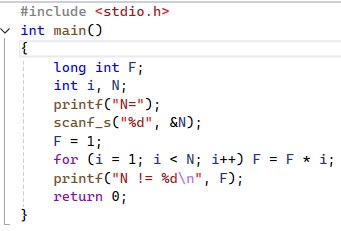 #include <stdio.h>
int main()
{
    long int F;
    int i, N;
    printf("N=");
    scanf_s("%d", &N);
    F = 1;
    for (i = 1; i < N; i++) F = F * i;
    printf("N != %d\n", F);
    return 0;
}